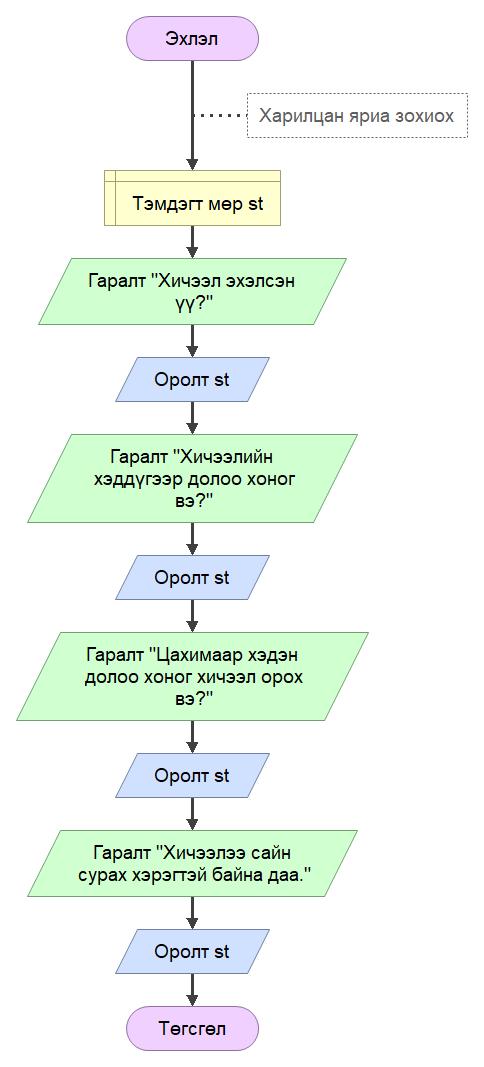 Эхлэл
Харилцан яриа зохиох
Тэмдэгт мөр st
Гаралт "Хичээл эхэлсэн
үү?"
Оролт st
Гаралт "Хичээлийн
хэддүгээр долоо хоног
вэ?"
Оролт st
Гаралт "Цахимаар хэдэн
долоо хоног хичээл орох
вэ?"
Оролт st
Гаралт "Хичээлээ сайн
сурах хэрэгтэй байна даа."
Оролт st
Төгсгөл